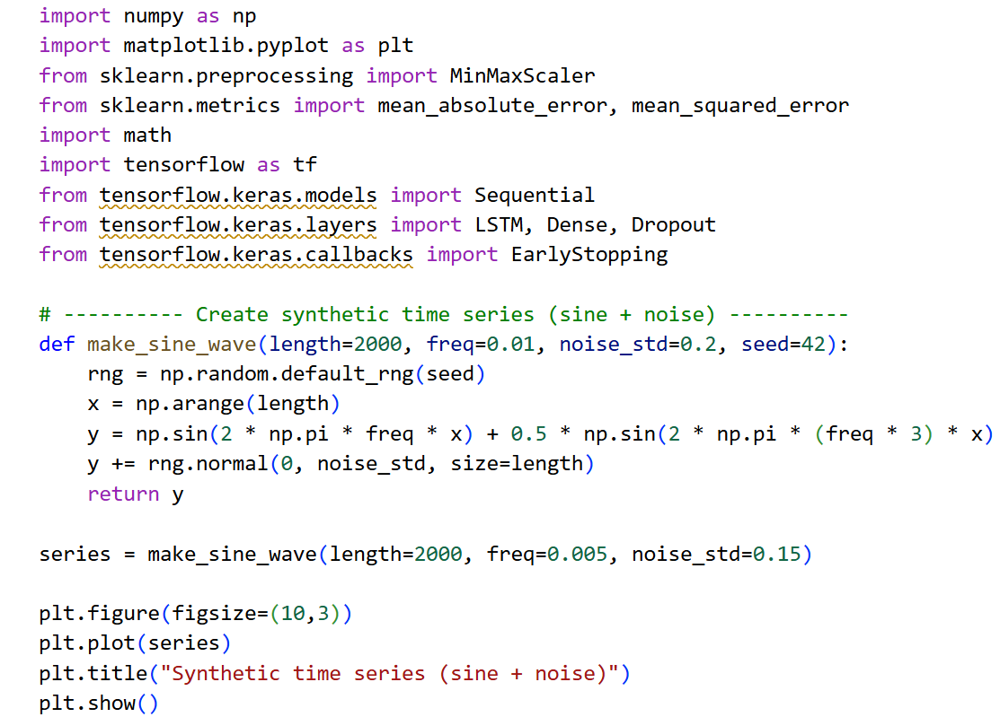 import numpy as np
import matplotlib.pyplot as plt
from sklearn.preprocessing import MinMaxScaler
from sklearn.metrics import mean_absolute_error, mean_squared_error
import math
import tensorflow as tf
from tensorflow.keras.models import Sequential
from tensorflow.keras.layers import LSTM, Dense, Dropout
from tensorflow.keras.callbacks import EarlyStopping

# ---------- Create synthetic time series (sine + noise) ----------
def make_sine_wave(length=2000, freq=0.01, noise_std=0.2, seed=42):
    rng = np.random.default_rng(seed)
    x = np.arange(length)
    y = np.sin(2 * np.pi * freq * x) + 0.5 * np.sin(2 * np.pi * (freq * 3) * x)
    y += rng.normal(0, noise_std, size=length)
    return y

series = make_sine_wave(length=2000, freq=0.005, noise_std=0.15)

plt.figure(figsize=(10,3))
plt.plot(series)
plt.title("Synthetic time series (sine + noise)")
plt.show()